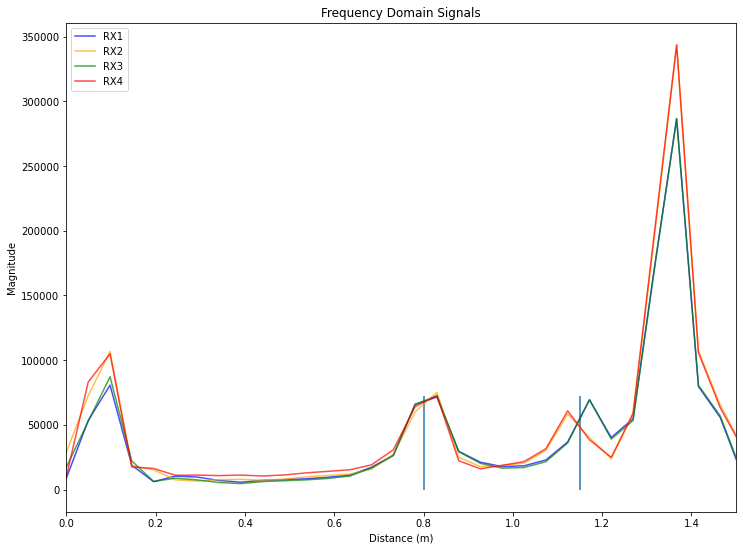 Frequency Domain Signals
RX1
RX2
RX3
RX4
350000
300000
250000
200000
150000
100000
50000
0
Magnitude
0.0 0.2 0.4 0.6 0.8 1.0 1.2 1.4
Distance (m)